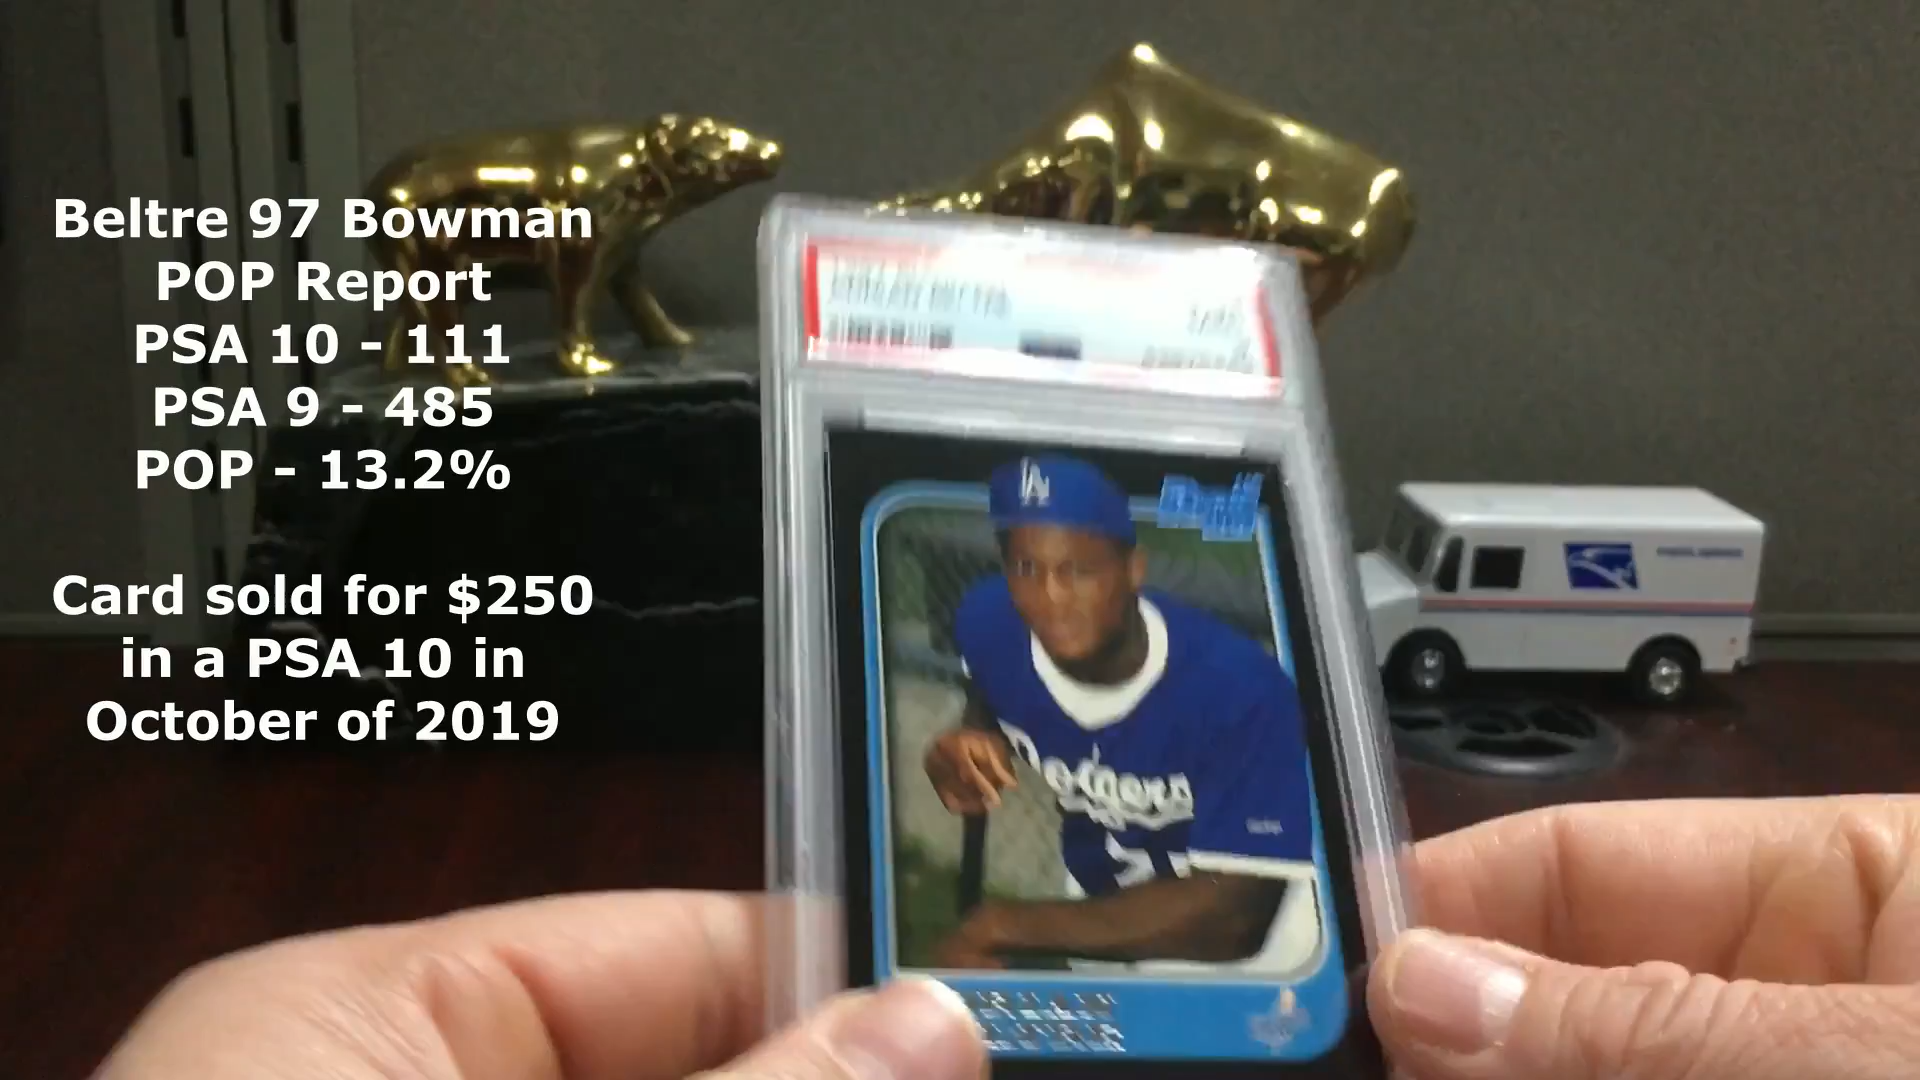 Beltre 97 Bowman
POP Report
PSA 10 - 111
PSA 9 - 485
POP - 13.2%
Card sold for $250
in a PSA 10 in
October of 2019
LA
Dodgers